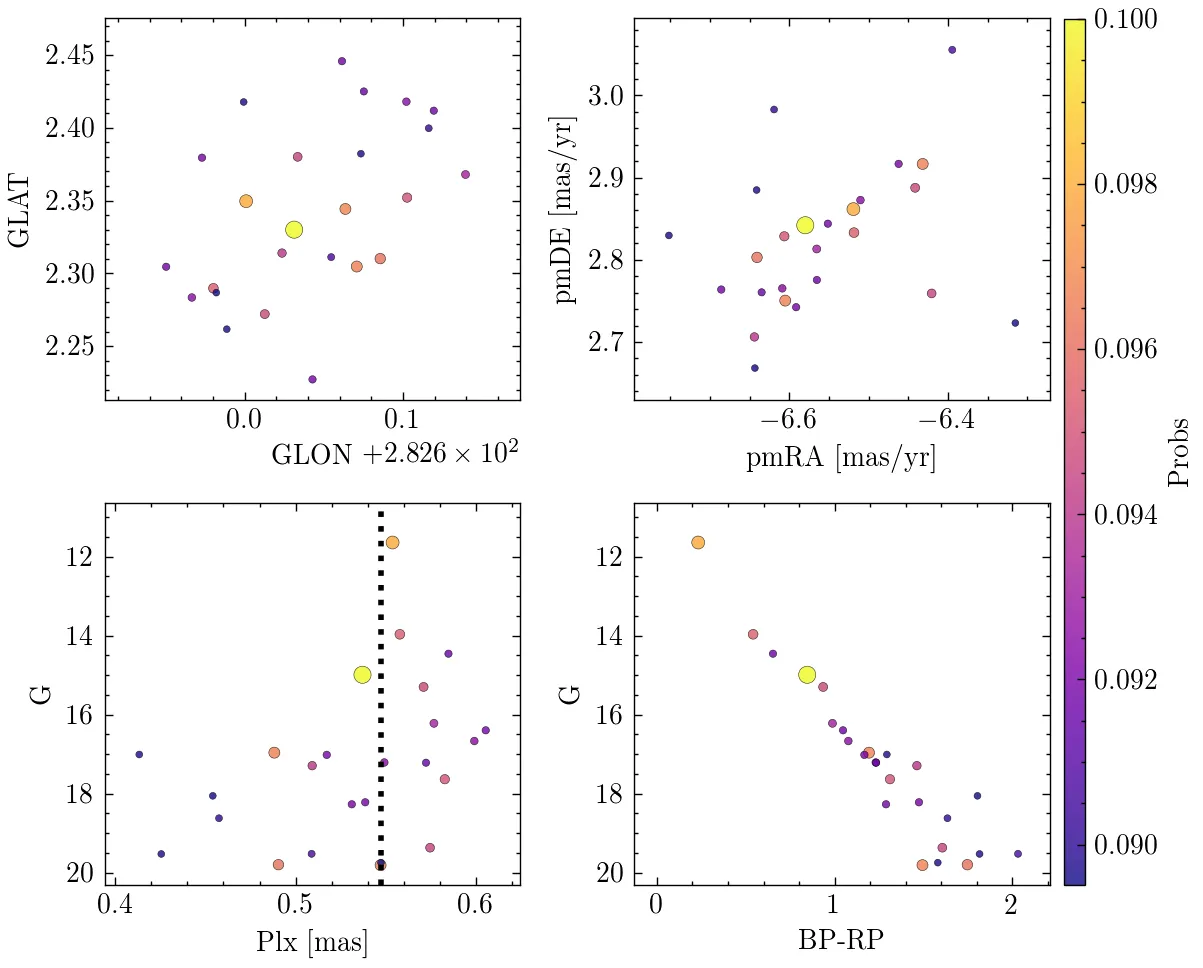 2.45
2.40
2.35
2.30
2.25
GLAT
0.0 0.1
GLON +2.826 × 10²
3.0
2.9
2.8
2.7
pmDE [mas/yr]
−6.6 −6.4
pmRA [mas/yr]
12
14
16
18
20
G
0.4 0.5 0.6
Plx [mas]
12
14
16
18
20
G
0 1 2
BP-RP
0.100
0.098
0.096
0.094
0.092
0.090
Probs